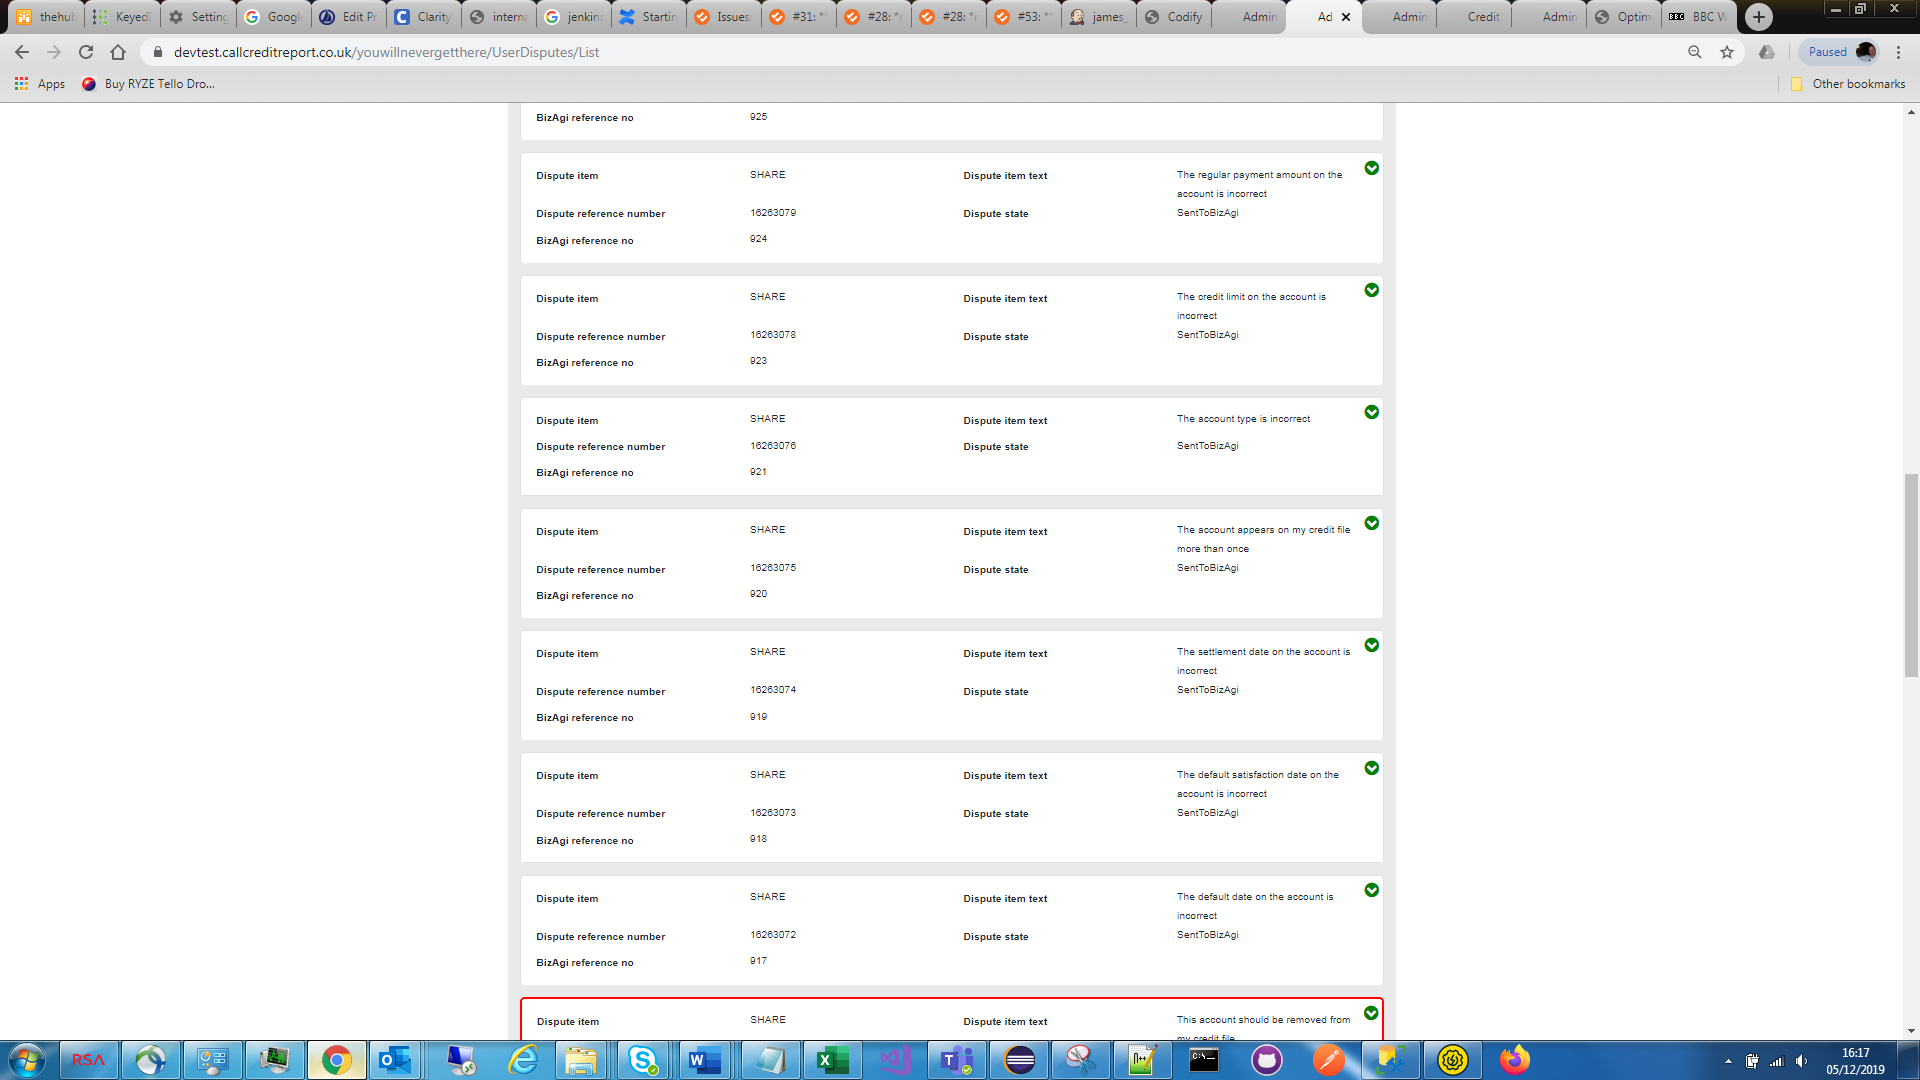 thehu KeyedI Setting Googl Edit Pr Clarity interna jenkin Startin Issues #31: *' #28: *r #28: *r #53: *' james_ Codify Admin Ad Admin Credit Admin Optim BBC W
devtest.callcreditreport.co.uk/youwillnevergetthere/UserDisputes/List Paused
Apps Buy RYZE Tello Dro... Other bookmarks
BizAgi reference no 925
Dispute item SHARE Dispute item text The regular payment amount on the
account is incorrect
Dispute reference number 16263079 Dispute state SentToBizAgi
BizAgi reference no 924
Dispute item SHARE Dispute item text The credit limit on the account is
incorrect
Dispute reference number 16263078 Dispute state SentToBizAgi
BizAgi reference no 923
Dispute item SHARE Dispute item text The account type is incorrect
Dispute reference number 16263076 Dispute state SentToBizAgi
BizAgi reference no 921
Dispute item SHARE Dispute item text The account appears on my credit file
more than once
Dispute reference number 16263075 Dispute state SentToBizAgi
BizAgi reference no 920
Dispute item SHARE Dispute item text The settlement date on the account is
incorrect
Dispute reference number 16263074 Dispute state SentToBizAgi
BizAgi reference no 919
Dispute item SHARE Dispute item text The default satisfaction date on the
account is incorrect
Dispute reference number 16263073 Dispute state SentToBizAgi
BizAgi reference no 918
Dispute item SHARE Dispute item text The default date on the account is
incorrect
Dispute reference number 16263072 Dispute state SentToBizAgi
BizAgi reference no 917
Dispute item SHARE Dispute item text This account should be removed from
my credit file
RSA
16:17
05/12/2019